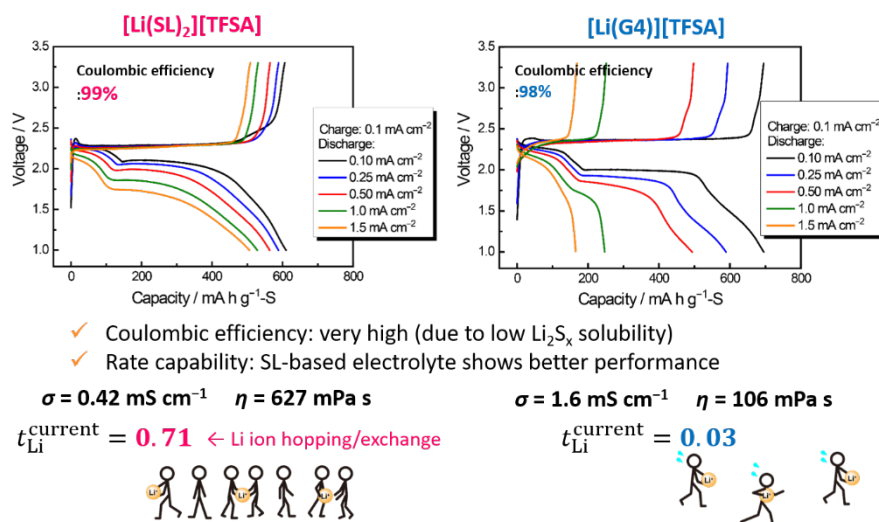 [Li(SL)₂][TFSA]
3.5
3.0
2.5
2.0
1.5
1.0
Voltage / V
Coulombic efficiency
:99%
Charge: 0.1 mA cm⁻²
Discharge:
0.10 mA cm⁻²
0.25 mA cm⁻²
0.50 mA cm⁻²
1.0 mA cm⁻²
1.5 mA cm⁻²
0 200 400 600 800
Capacity / mA h g⁻¹-S
[Li(G4)][TFSA]
3.5
3.0
2.5
2.0
1.5
1.0
Voltage / V
Coulombic efficiency
:98%
Charge: 0.1 mA cm⁻²
Discharge:
0.10 mA cm⁻²
0.25 mA cm⁻²
0.50 mA cm⁻²
1.0 mA cm⁻²
1.5 mA cm⁻²
0 200 400 600 800
Capacity / mA h g⁻¹-S
✓ Coulombic efficiency: very high (due to low Li₂Sₓ solubility)
✓ Rate capability: SL-based electrolyte shows better performance
σ = 0.42 mS cm⁻¹ η = 627 mPa s
t_Li^current = 0.71 ← Li ion hopping/exchange
Li⁺ Li⁺ Li⁺
σ = 1.6 mS cm⁻¹ η = 106 mPa s
t_Li^current = 0.03
Li⁺ Li⁺ Li⁺